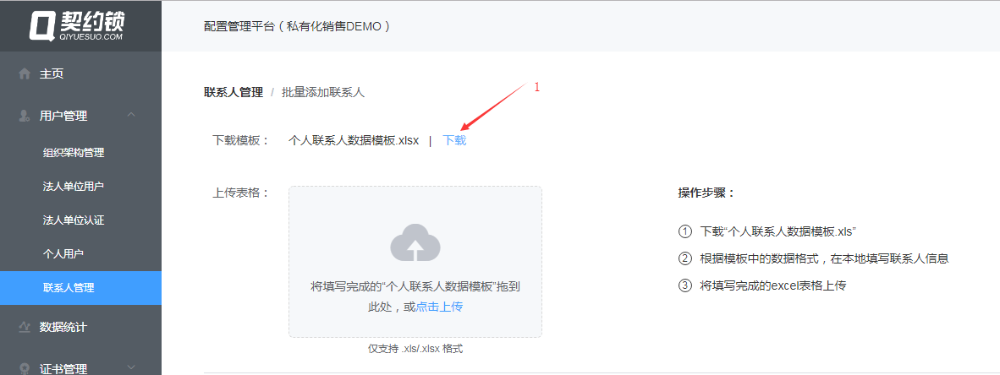 契约锁
QIYUESUO.COM
配置管理平台（私有化销售DEMO）
主页
用户管理
组织架构管理
法人单位用户
法人单位认证
个人用户
联系人管理
数据统计
证书管理
联系人管理 / 批量添加联系人
1
下载模板： 个人联系人数据模板.xlsx | 下载
上传表格：
将填写完成的“个人联系人数据模板”拖到
此处，或点击上传
仅支持 .xls/.xlsx 格式
操作步骤：
① 下载“个人联系人数据模板.xls”
② 根据模板中的数据格式，在本地填写联系人信息
③ 将填写完成的excel表格上传